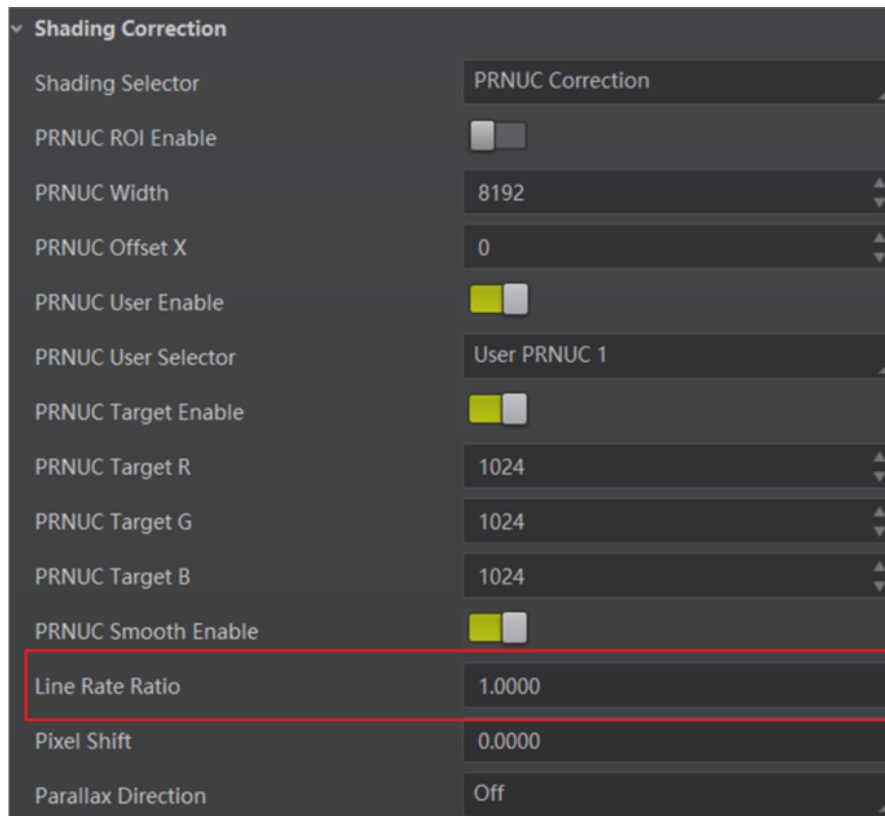 Shading Correction
Shading Selector PRNUC Correction
PRNUC ROI Enable
PRNUC Width 8192
PRNUC Offset X 0
PRNUC User Enable
PRNUC User Selector User PRNUC 1
PRNUC Target Enable
PRNUC Target R 1024
PRNUC Target G 1024
PRNUC Target B 1024
PRNUC Smooth Enable
Line Rate Ratio 1.0000
Pixel Shift 0.0000
Parallax Direction Off